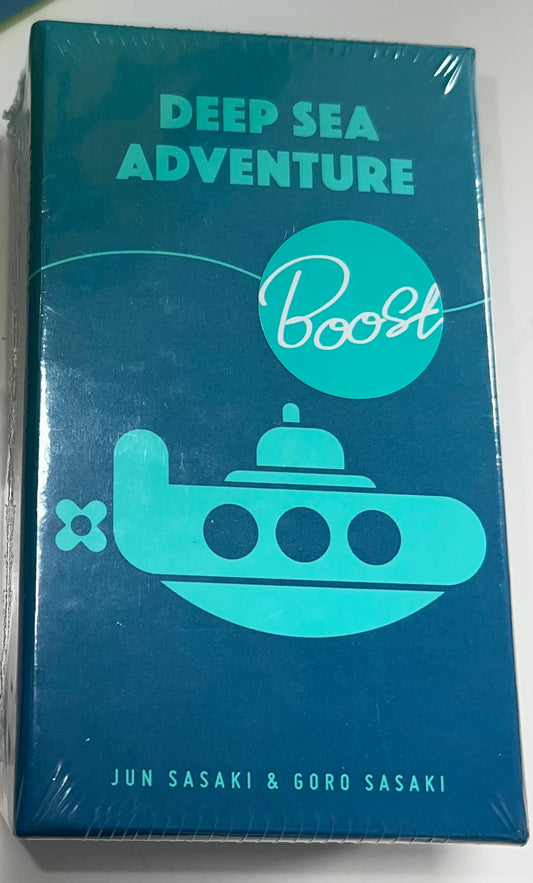 DEEP SEA
ADVENTURE
Boost
JUN SASAKI & GORO SASAKI